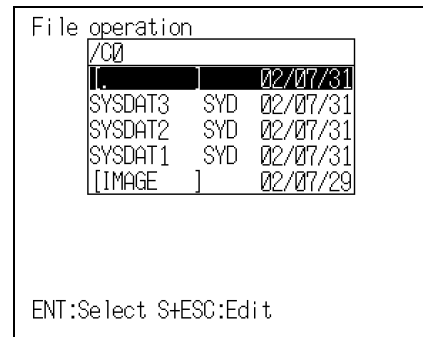 File operation
/C0
[.        ]  02/07/31
SYSDAT3  SYD  02/07/31
SYSDAT2  SYD  02/07/31
SYSDAT1  SYD  02/07/31
[IMAGE   ]  02/07/29
ENT:Select S+ESC:Edit